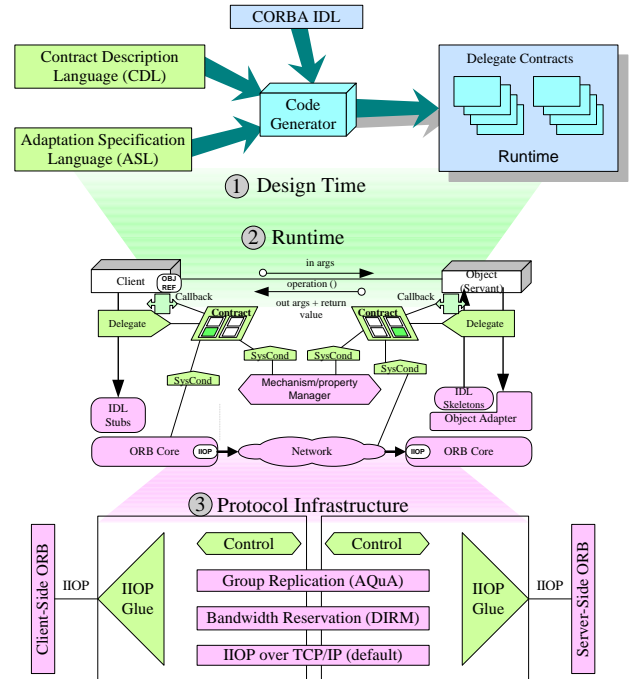 CORBA IDL
Contract Description
Language (CDL)
Delegate Contracts
Code
Generator
Adaptation Specification
Language (ASL)
Runtime
1 Design Time
2 Runtime
in args
Client
OBJ
REF
Object
(Servant)
operation ()
Callback
out args + return
value
Callback
Delegate
Contract
Contract
Delegate
SysCond
SysCond
SysCond
SysCond
Mechanism/property
Manager
IDL
Stubs
IDL
Skeletons
Object Adapter
ORB Core
IIOP
Network
IIOP
ORB Core
3 Protocol Infrastructure
Client-Side ORB
IIOP
IIOP
Glue
Control
Control
Group Replication (AQuA)
Bandwidth Reservation (DIRM)
IIOP over TCP/IP (default)
IIOP
Glue
IIOP
Server-Side ORB